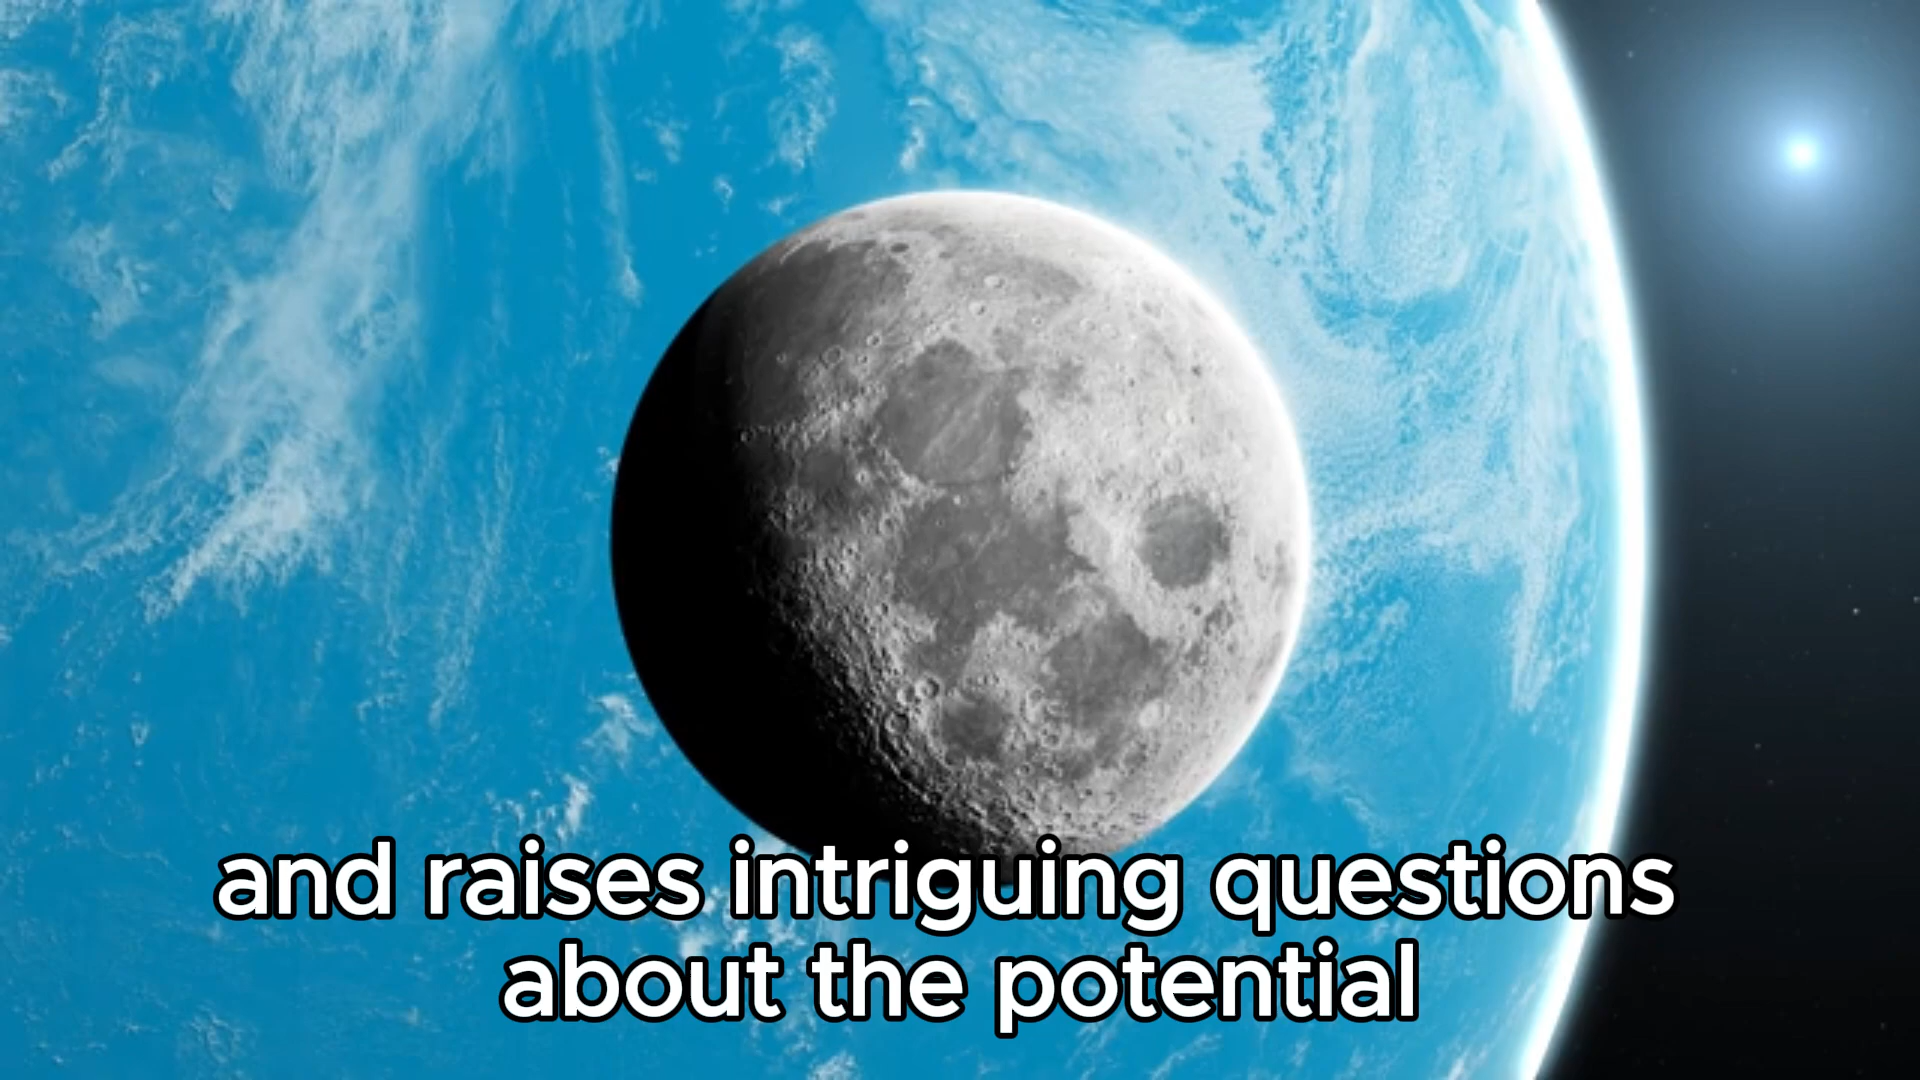 and raises intriguing questions
about the potential